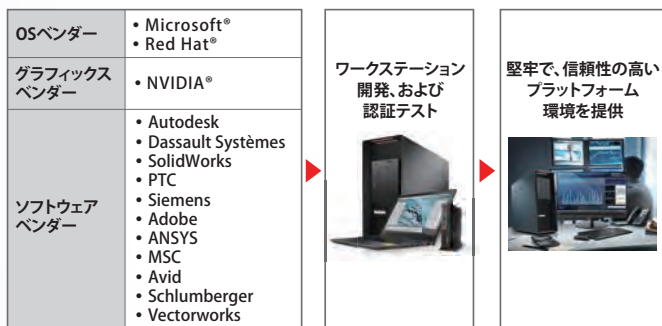 OSベンダー
• Microsoft®
• Red Hat®
グラフィックス
ベンダー
• NVIDIA®
ソフトウェア
ベンダー
• Autodesk
• Dassault Systèmes
• SolidWorks
• PTC
• Siemens
• Adobe
• ANSYS
• MSC
• Avid
• Schlumberger
• Vectorworks
ワークステーション
開発、および
認証テスト
堅牢で、信頼性の高い
プラットフォーム
環境を提供